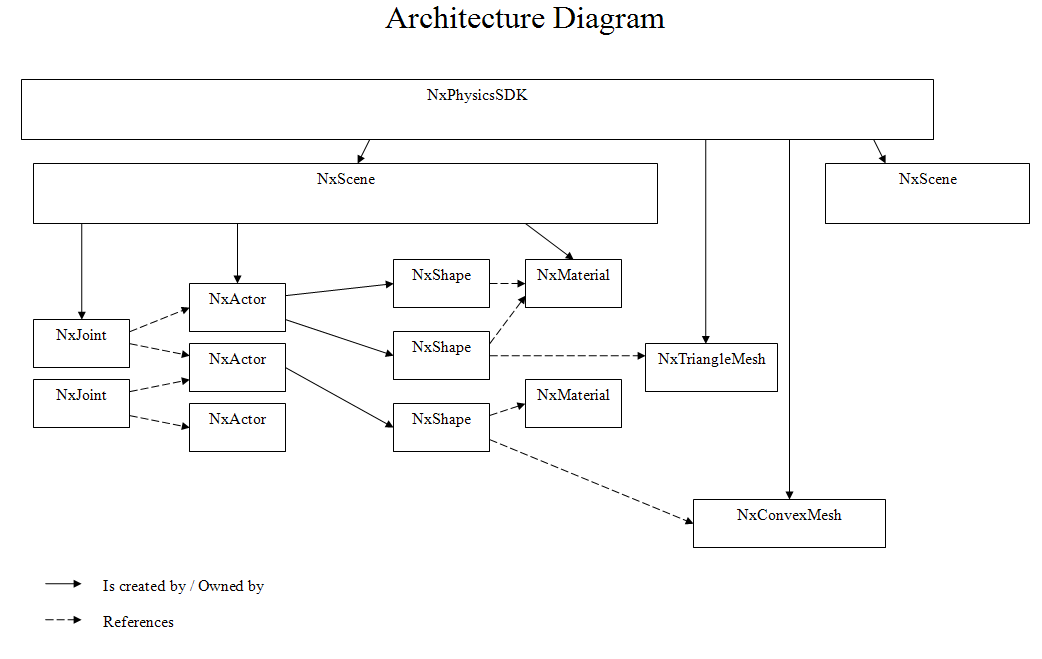 Architecture Diagram
NxPhysicsSDK
NxScene
NxScene
NxShape
NxMaterial
NxActor
NxJoint
NxShape
NxActor
NxTriangleMesh
NxJoint
NxMaterial
NxActor
NxShape
NxConvexMesh
Is created by / Owned by
References